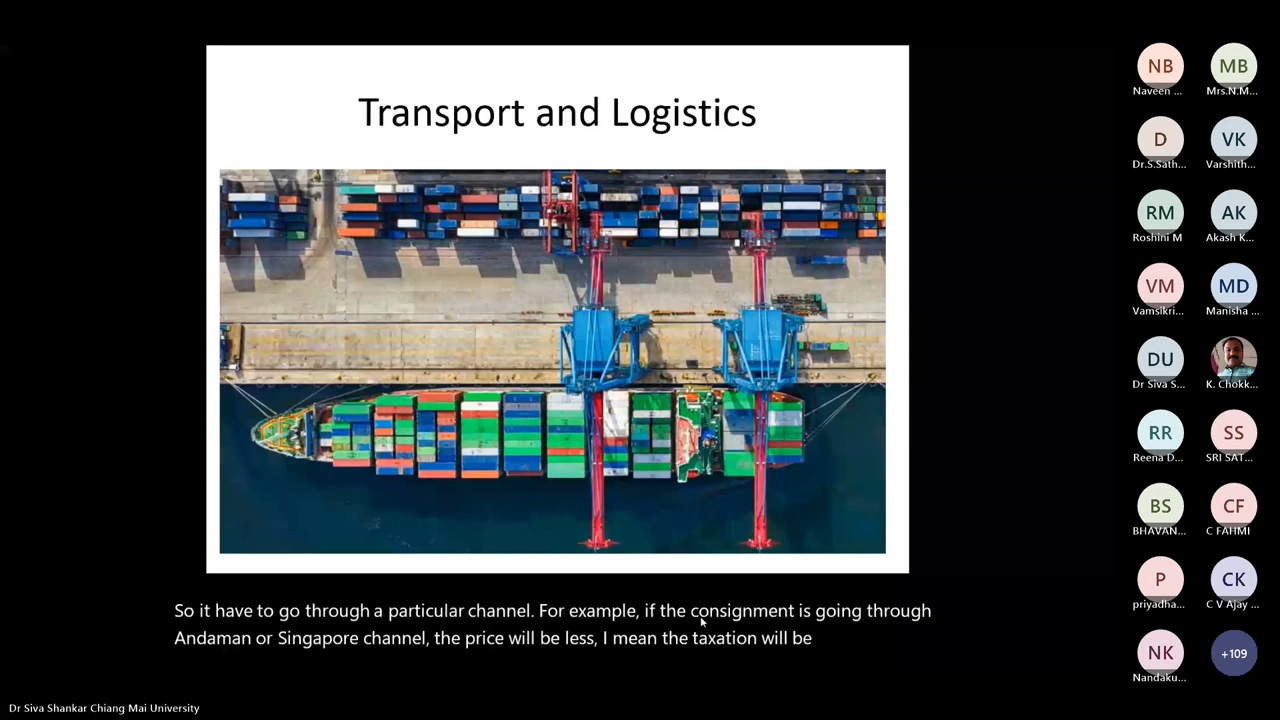 Transport and Logistics
So it have to go through a particular channel. For example, if the consignment is going through
Andaman or Singapore channel, the price will be less, I mean the taxation will be
Dr Siva Shankar Chiang Mai University
NB
Naveen ...
MB
Mrs.N.M...
D
Dr.S.Sath...
VK
Varshith...
RM
Roshini M
AK
Akash K...
VM
Vamsikri...
MD
Manisha ...
DU
Dr Siva S...
K. Chokk...
RR
Reena D...
SS
SRI SAT...
BS
BHAVAN...
CF
C FAHMI
P
priyadha...
CK
C V Ajay ...
NK
Nandaku...
+109